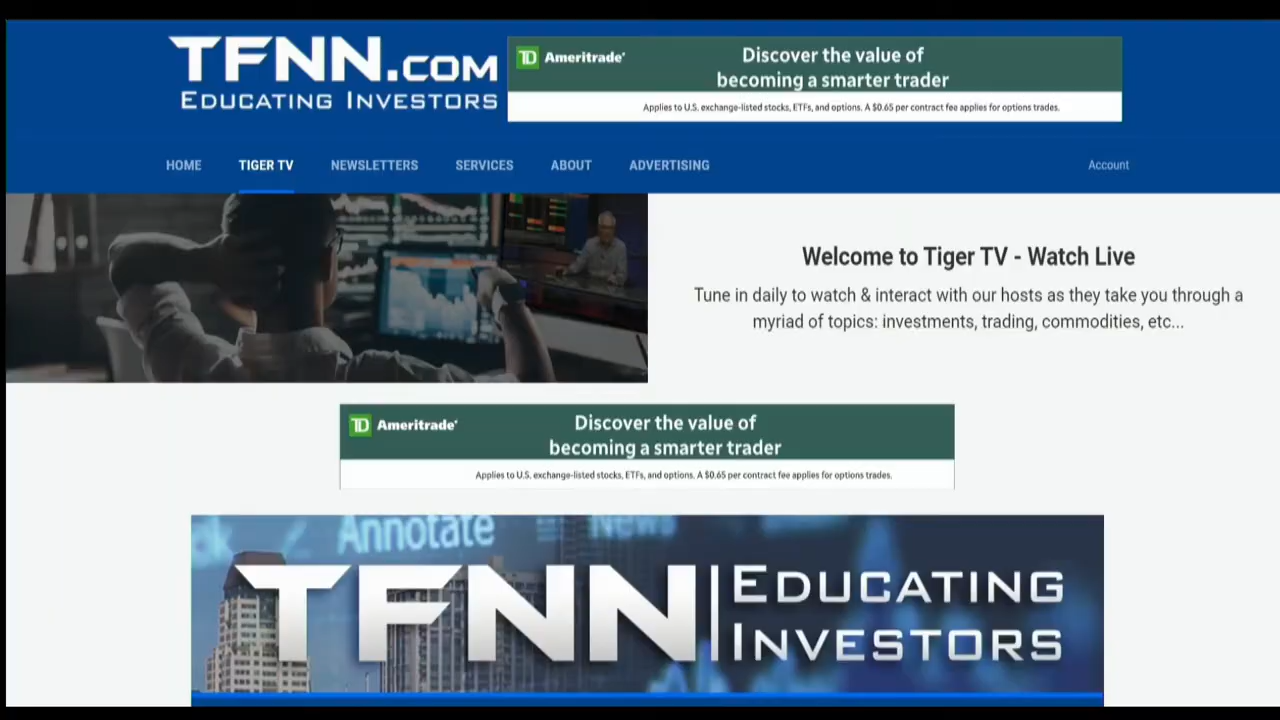 TFNN.COM
EDUCATING INVESTORS
TD Ameritrade
Discover the value of
becoming a smarter trader
Applies to U.S. exchange-listed stocks, ETFs, and options. A $0.65 per contract fee applies for options trades.
HOME TIGER TV NEWSLETTERS SERVICES ABOUT ADVERTISING Account
Welcome to Tiger TV - Watch Live
Tune in daily to watch & interact with our hosts as they take you through a
myriad of topics: investments, trading, commodities, etc...
TD Ameritrade
Discover the value of
becoming a smarter trader
Applies to U.S. exchange-listed stocks, ETFs, and options. A $0.65 per contract fee applies for options trades.
Annotate News
TFNN EDUCATING
INVESTORS